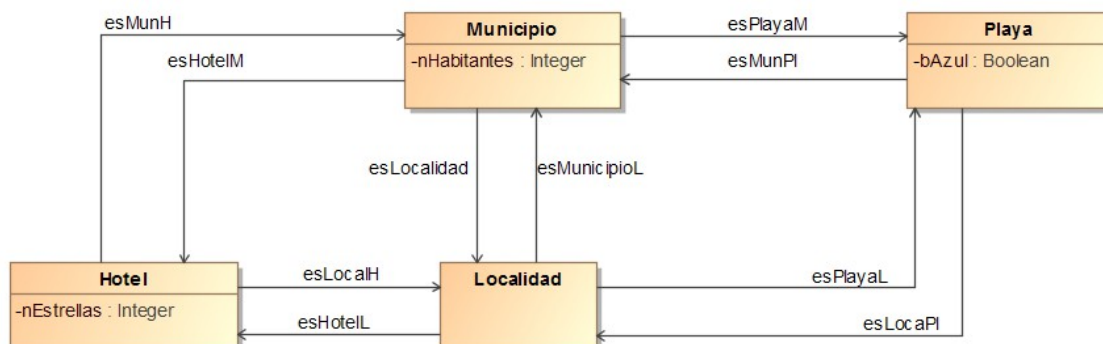 esMunH
Municipio
esPlayaM
Playa
esHotelM
-nHabitantes : Integer
esMunPl
-bAzul : Boolean
esLocalidad
esMunicipioL
Hotel
esLocalH
Localidad
esPlayaL
-nEstrellas : Integer
esHotelL
esLocaPl